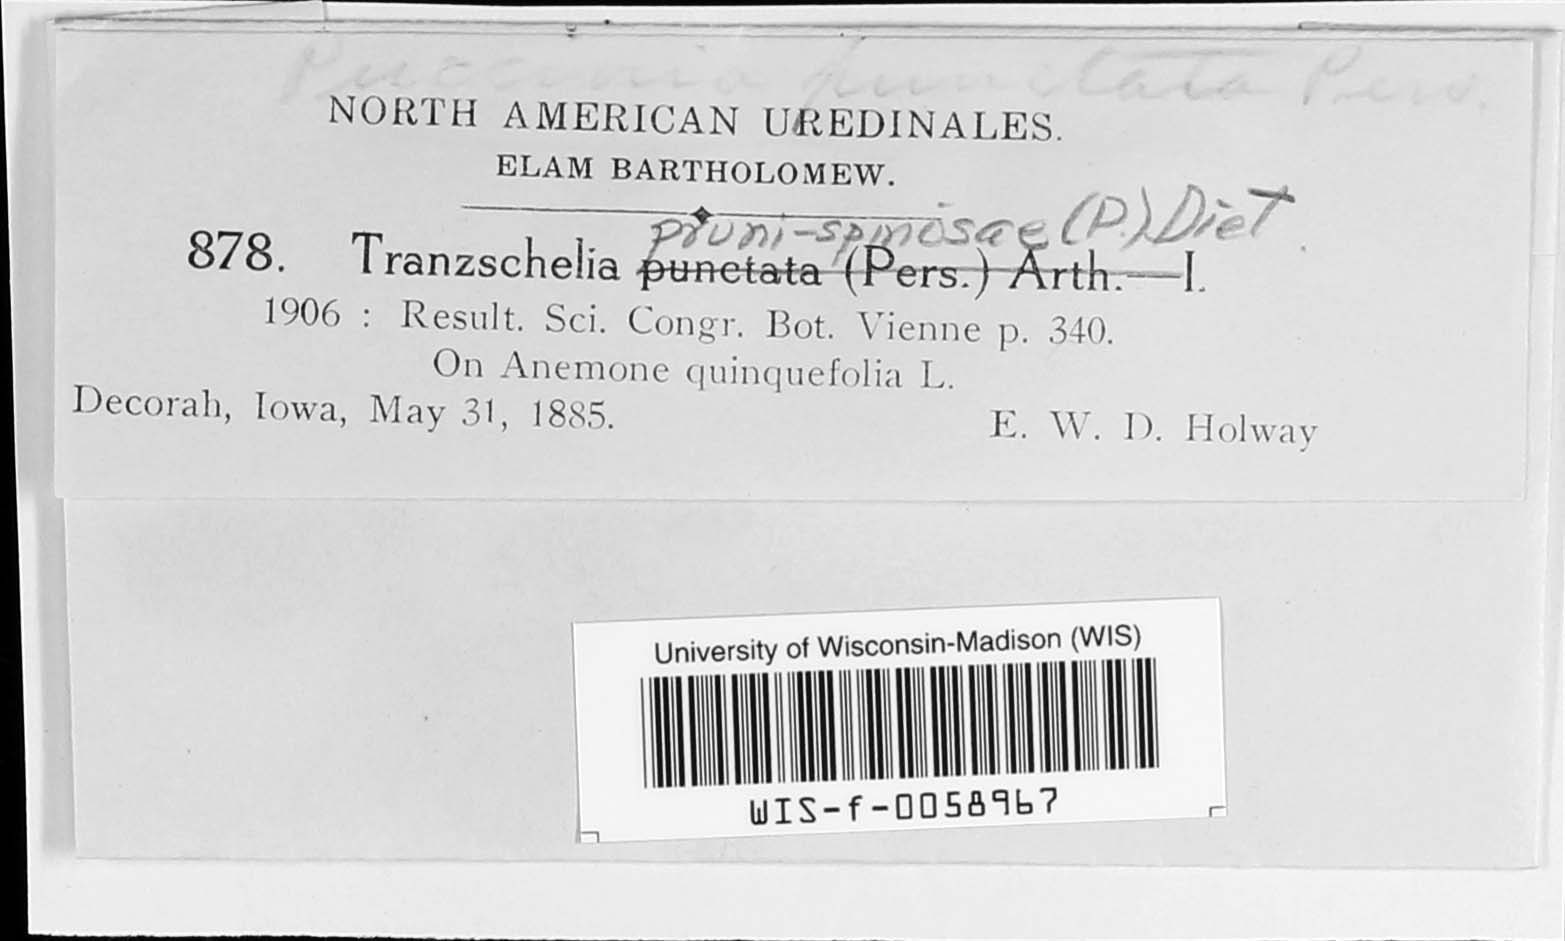 Puccinia punctata Pers.
NORTH AMERICAN UREDINALES.
ELAM BARTHOLOMEW.
pruni-spinosae (P.) Diet.
878. Tranzschelia punctata (Pers.) Arth.—I.
1906 : Result. Sci. Congr. Bot. Vienne p. 340.
On Anemone quinquefolia L.
Decorah, Iowa, May 31, 1885. E. W. D. Holway
University of Wisconsin-Madison (WIS)
WIS-f-0058967